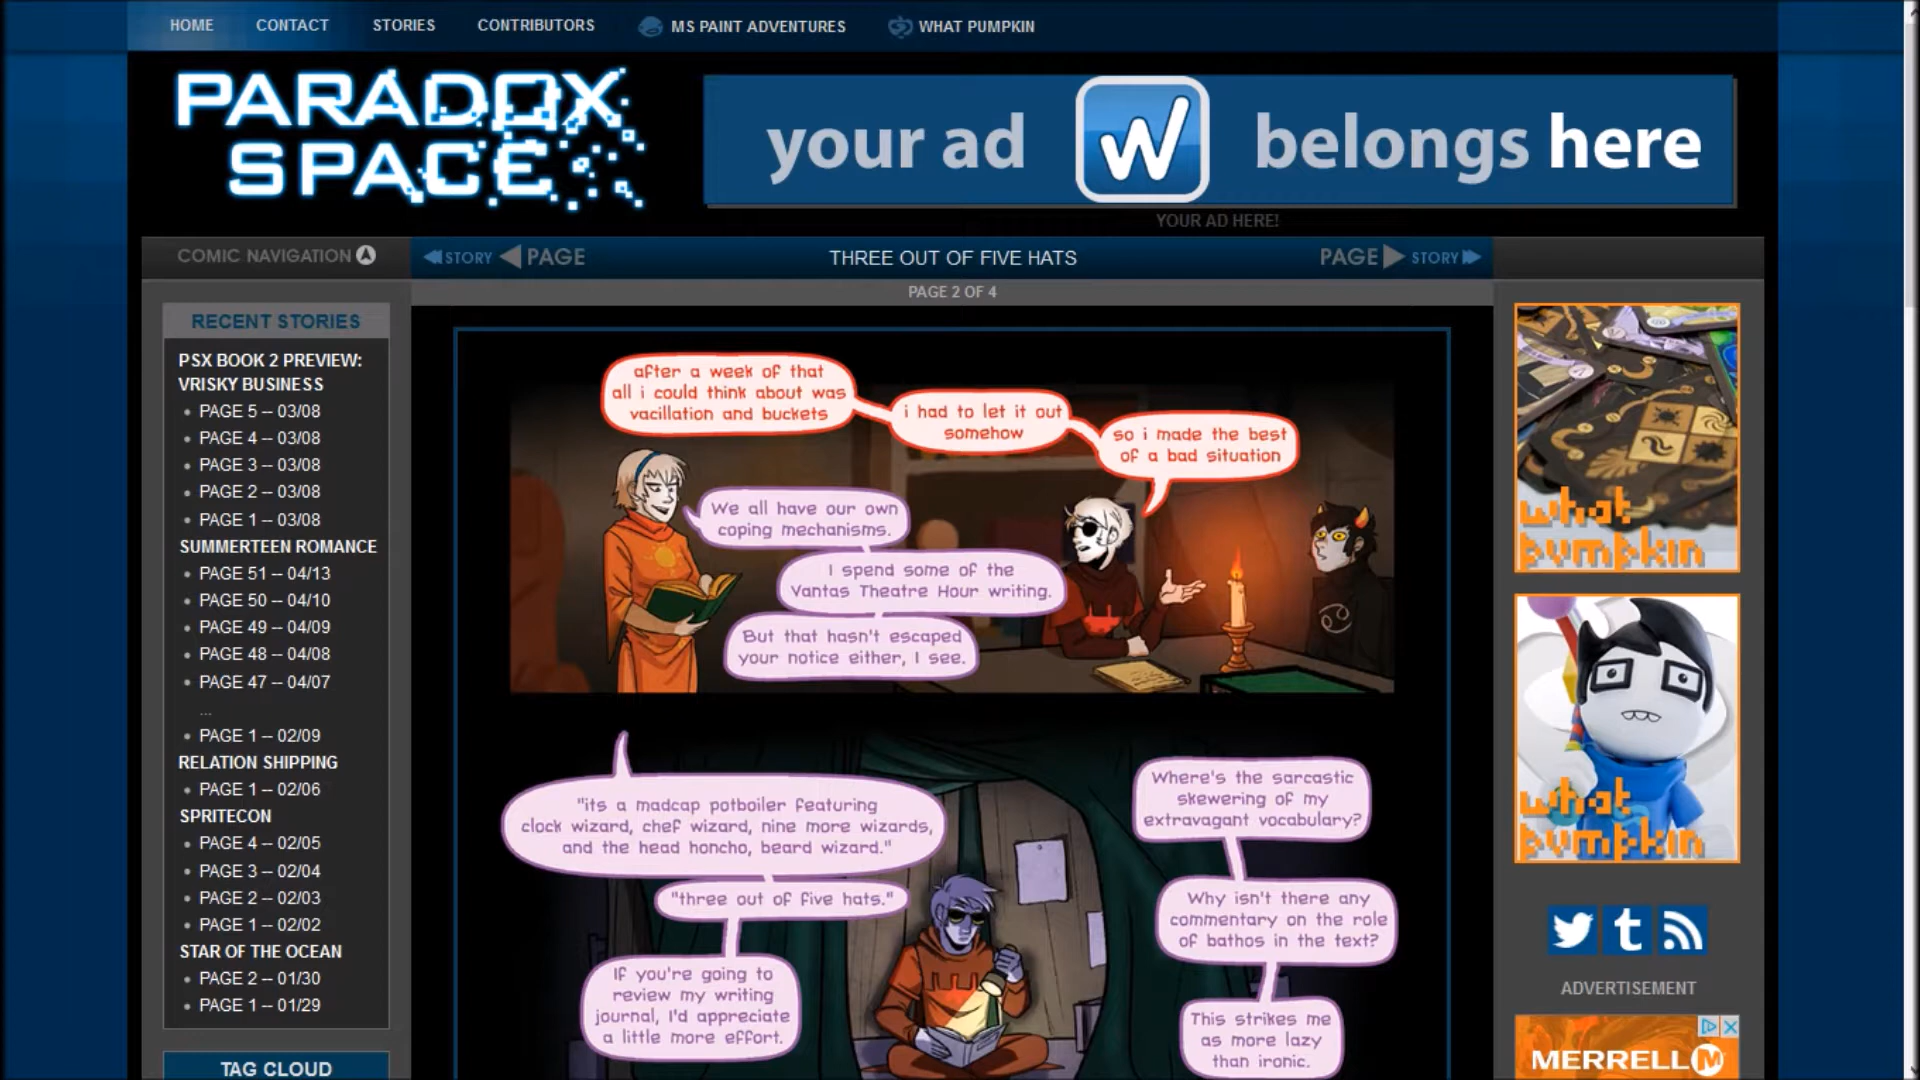 HOME
CONTACT
STORIES
CONTRIBUTORS
MS PAINT ADVENTURES
WHAT PUMPKIN
PARADOX
SPACE
your ad W belongs here
YOUR AD HERE!
COMIC NAVIGATION
STORY
PAGE
THREE OUT OF FIVE HATS
PAGE
STORY
PAGE 2 OF 4
RECENT STORIES
PSX BOOK 2 PREVIEW:
VRISKY BUSINESS
PAGE 5 -- 03/08
PAGE 4 -- 03/08
PAGE 3 -- 03/08
PAGE 2 -- 03/08
PAGE 1 -- 03/08
SUMMERTEEN ROMANCE
PAGE 51 -- 04/13
PAGE 50 -- 04/10
PAGE 49 -- 04/09
PAGE 48 -- 04/08
PAGE 47 -- 04/07
...
PAGE 1 -- 02/09
RELATION SHIPPING
PAGE 1 -- 02/06
SPRITECON
PAGE 4 -- 02/05
PAGE 3 -- 02/04
PAGE 2 -- 02/03
PAGE 1 -- 02/02
STAR OF THE OCEAN
PAGE 2 -- 01/30
PAGE 1 -- 01/29
TAG CLOUD
after a week of that
all i could think about was
vacillation and buckets
i had to let it out
somehow
so i made the best
of a bad situation
We all have our own
coping mechanisms.
I spend some of the
Vantas Theatre Hour writing.
But that hasn't escaped
your notice either, I see.
"its a madcap potboiler featuring
clock wizard, chef wizard, nine more wizards,
and the head honcho, beard wizard."
"three out of five hats."
If you're going to
review my writing
journal, I'd appreciate
a little more effort.
Where's the sarcastic
skewering of my
extravagant vocabulary?
Why isn't there any
commentary on the role
of bathos in the text?
This strikes me
as more lazy
than ironic.
what
pumpkin
what
pumpkin
ADVERTISEMENT
MERRELL